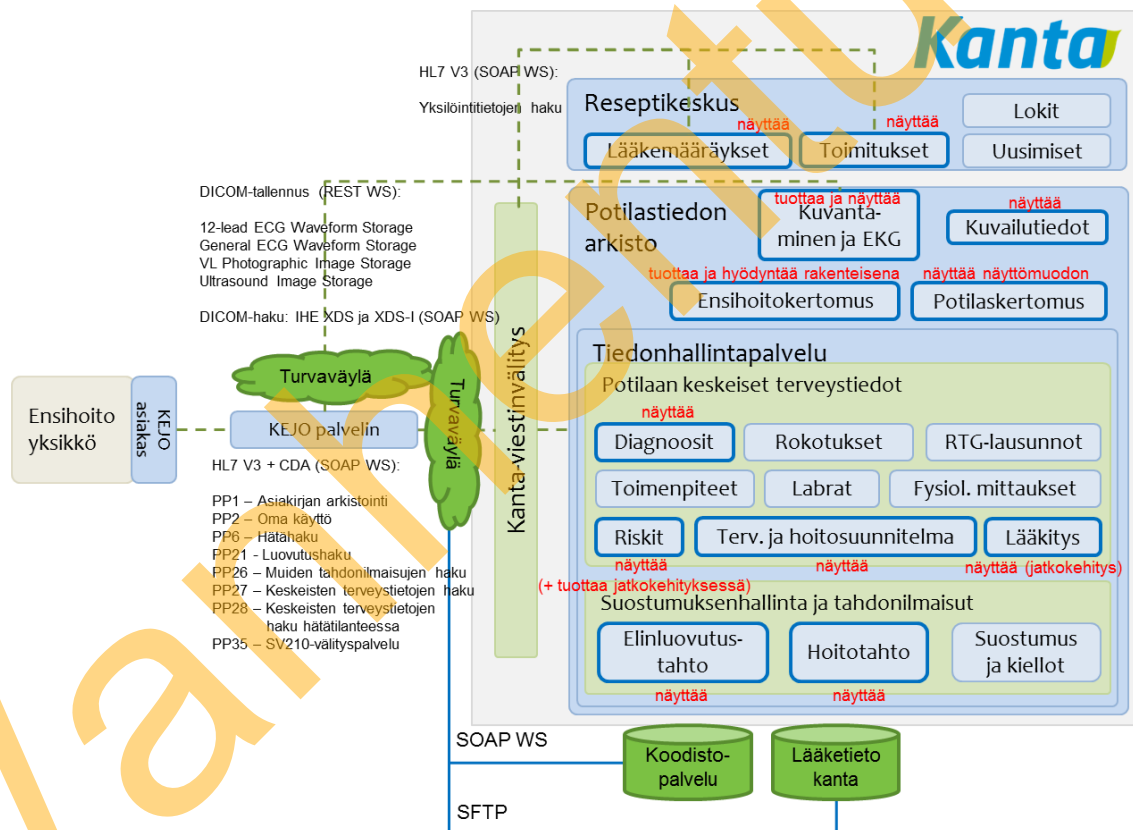 Kanta
HL7 V3 (SOAP WS):
Yksilöintitietojen haku
Reseptikeskus
näyttää
näyttää
Lääkemääräykset
Toimitukset
Lokit
Uusimiset
DICOM-tallennus (REST WS):
12-lead ECG Waveform Storage
General ECG Waveform Storage
VL Photographic Image Storage
Ultrasound Image Storage
DICOM-haku: IHE XDS ja XDS-I (SOAP WS)
Potilastiedon
arkisto
tuottaa ja näyttää
Kuvanta-
minen ja EKG
näyttää
Kuvailutiedot
tuottaa ja hyödyntää rakenteisena
Ensihoitokertomus
näyttää näyttömuodon
Potilaskertomus
Kanta-viestinvälitys
Turvaväylä
Turvaväylä
Ensihoito
yksikkö
KEJO
asiakas
KEJO palvelin
HL7 V3 + CDA (SOAP WS):
PP1 – Asiakirjan arkistointi
PP2 – Oma käyttö
PP6 – Hätähaku
PP21 - Luovutushaku
PP26 – Muiden tahdonilmaisujen haku
PP27 – Keskeisten terveystietojen haku
PP28 – Keskeisten terveystietojen
haku hätätilanteessa
PP35 – SV210-välityspalvelu
Tiedonhallintapalvelu
Potilaan keskeiset terveystiedot
näyttää
Diagnoosit
Rokotukset
RTG-lausunnot
Toimenpiteet
Labrat
Fysiol. mittaukset
Riskit
Terv. ja hoitosuunnitelma
Lääkitys
näyttää
näyttää
näyttää (jatkokehitys)
(+ tuottaa jatkokehityksessä)
Suostumuksenhallinta ja tahdonilmaisut
Elinluovutus-
tahto
Hoitotahto
Suostumus
ja kiellot
näyttää
näyttää
SOAP WS
Koodisto-
palvelu
Lääketieto
kanta
SFTP